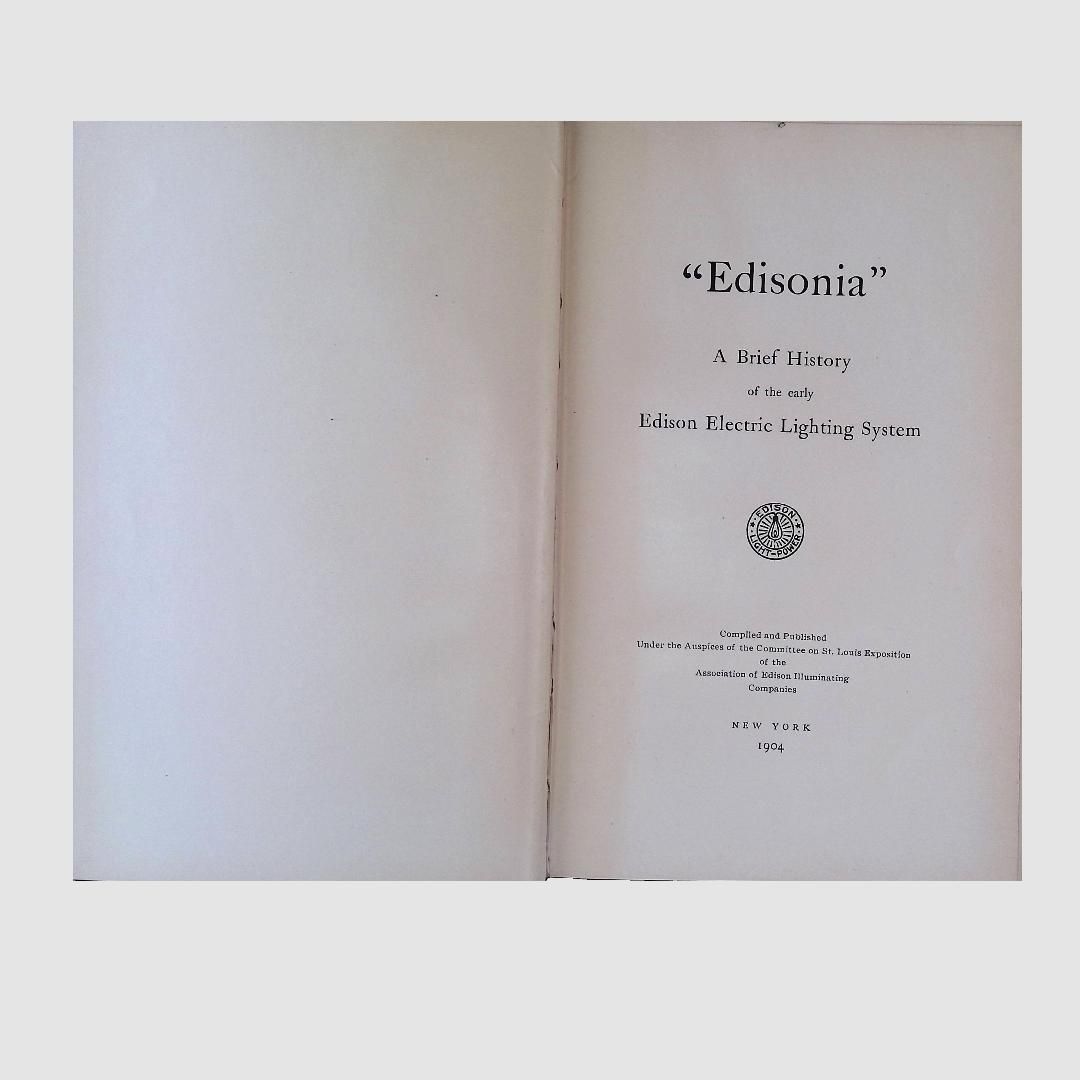 “Edisonia”
A Brief History
of the early
Edison Electric Lighting System
EDISON
LIGHT–POWER
Compiled and Published
Under the Auspices of the Committee on St. Louis Exposition
of the
Association of Edison Illuminating
Companies
NEW YORK
1904